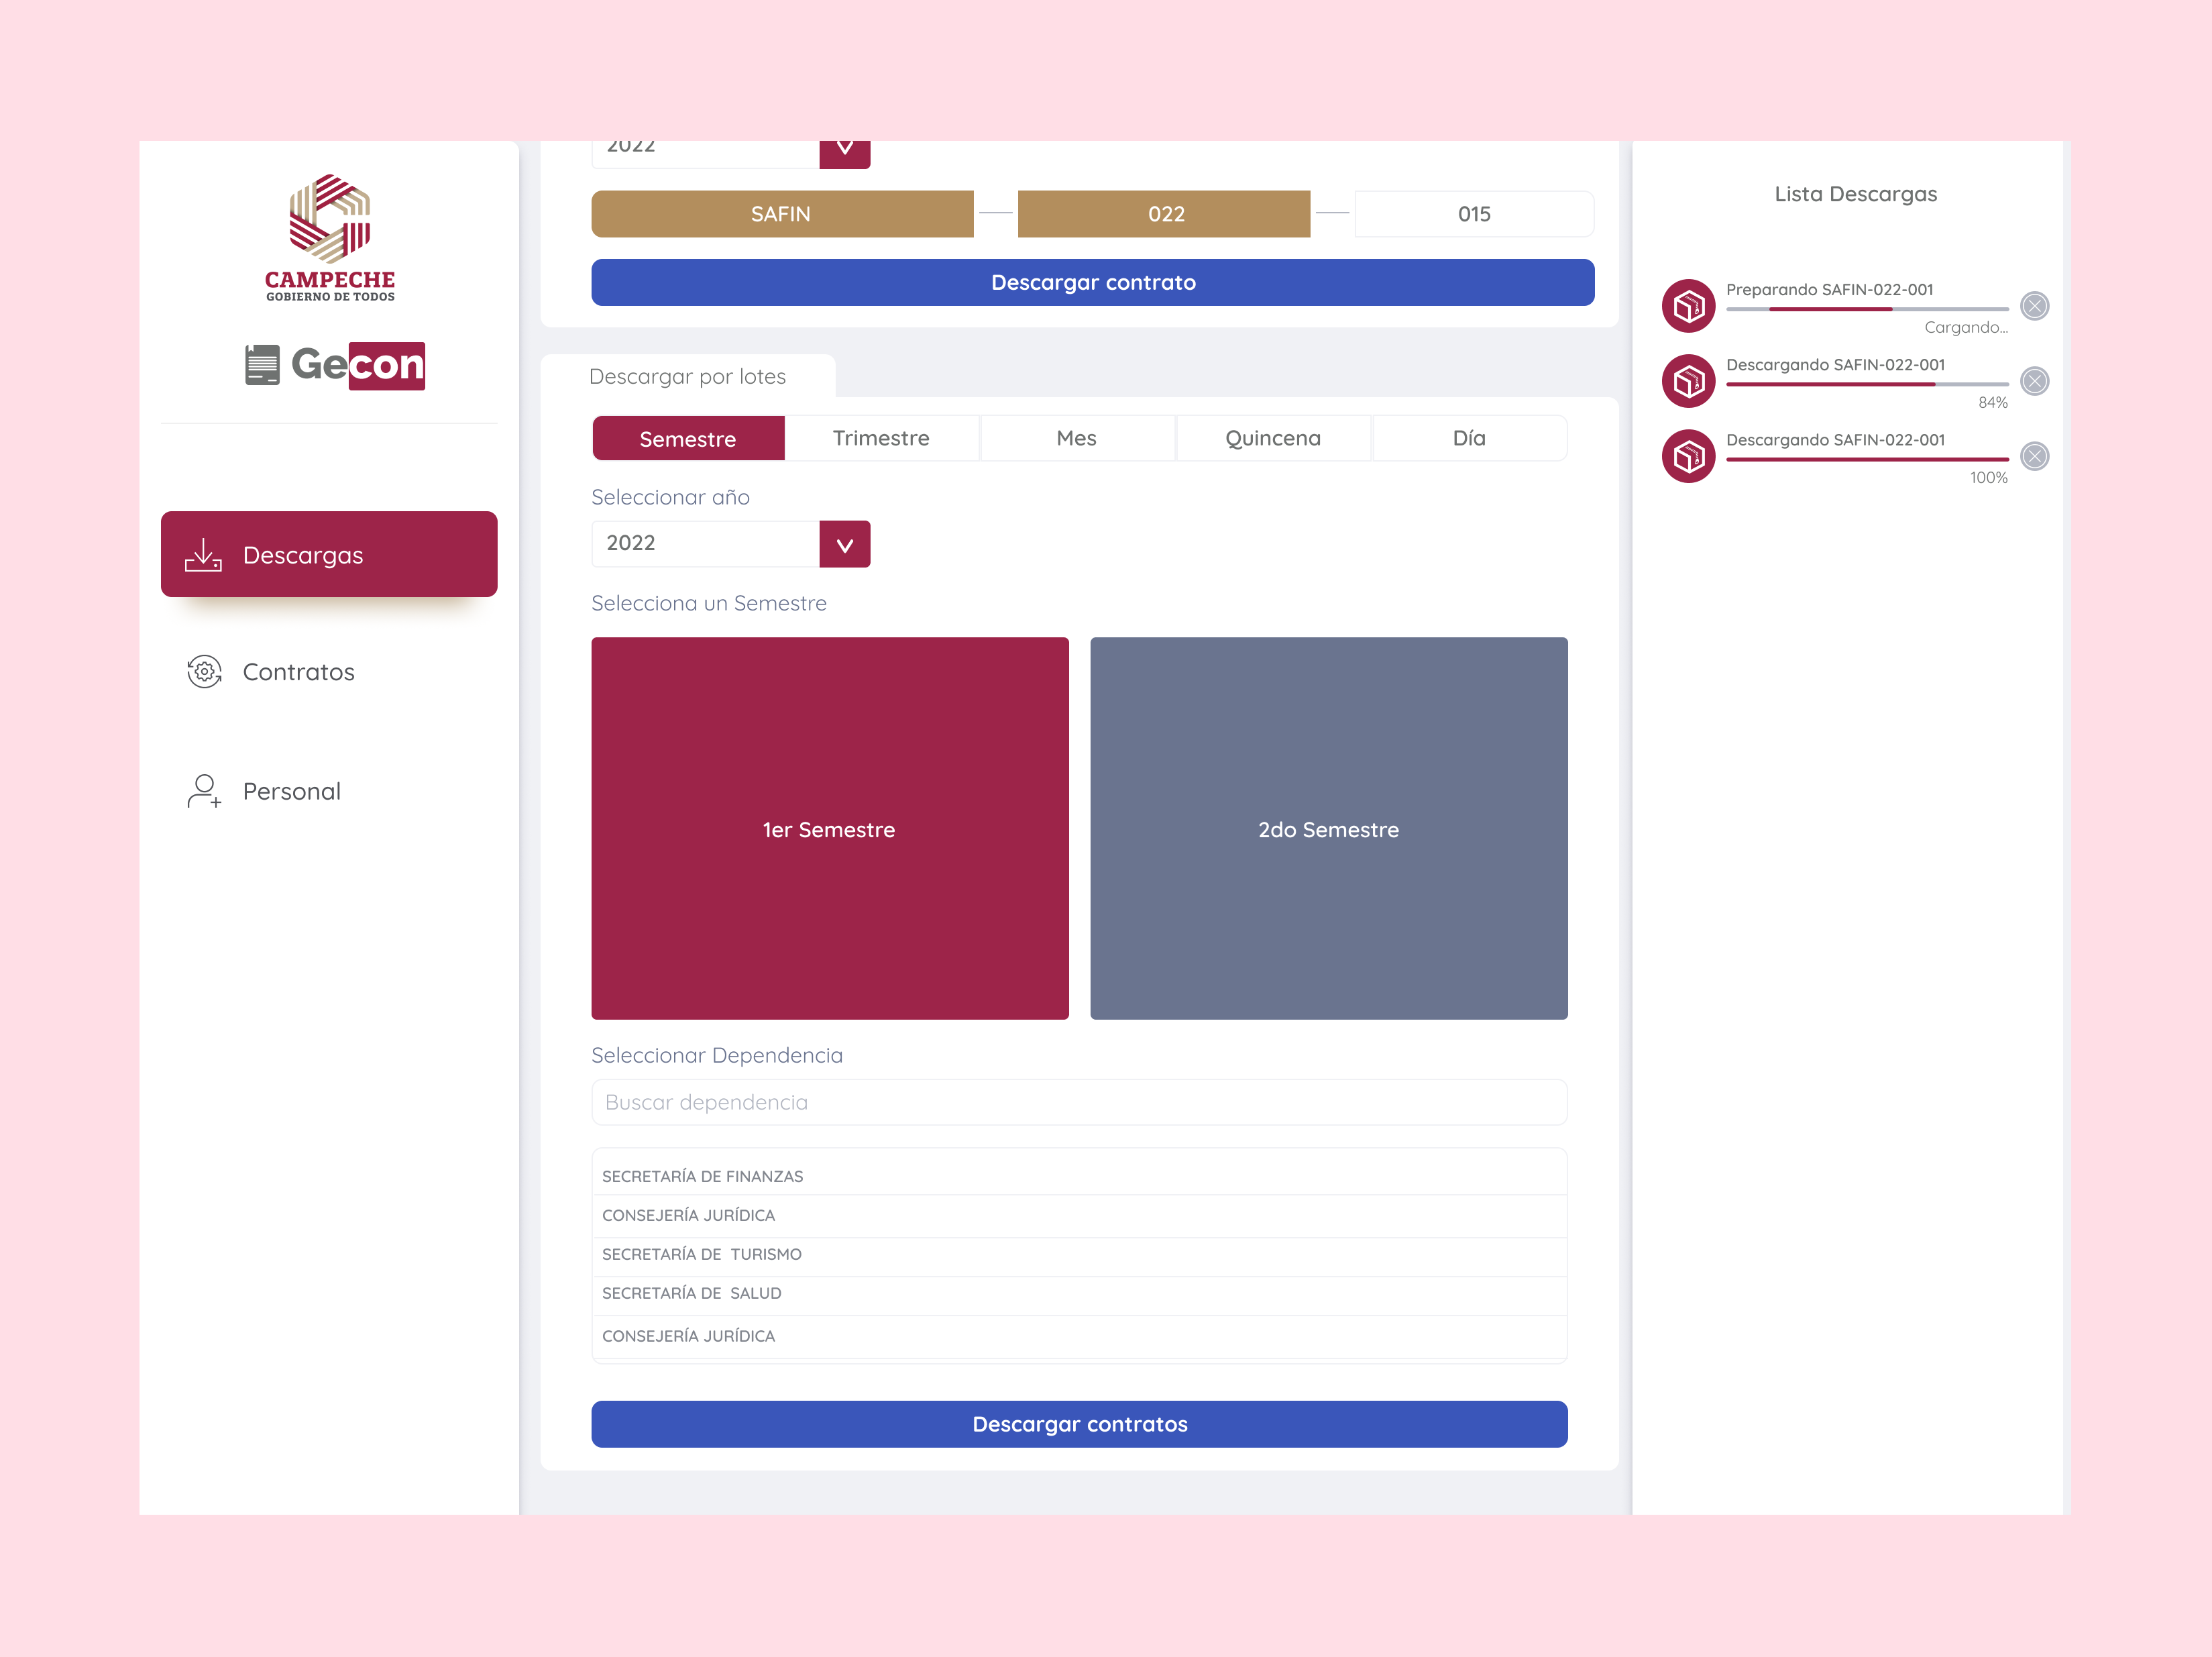 CAMPECHE
GOBIERNO DE TODOS
Gecon
Descargas
Contratos
Personal
2022
SAFIN
022
015
Descargar contrato
Descargar por lotes
Semestre
Trimestre
Mes
Quincena
Día
Seleccionar año
2022
Selecciona un Semestre
1er Semestre
2do Semestre
Seleccionar Dependencia
Buscar dependencia
SECRETARÍA DE FINANZAS
CONSEJERÍA JURÍDICA
SECRETARÍA DE  TURISMO
SECRETARÍA DE  SALUD
CONSEJERÍA JURÍDICA
Descargar contratos
Lista Descargas
Preparando SAFIN-022-001
Cargando...
Descargando SAFIN-022-001
84%
Descargando SAFIN-022-001
100%